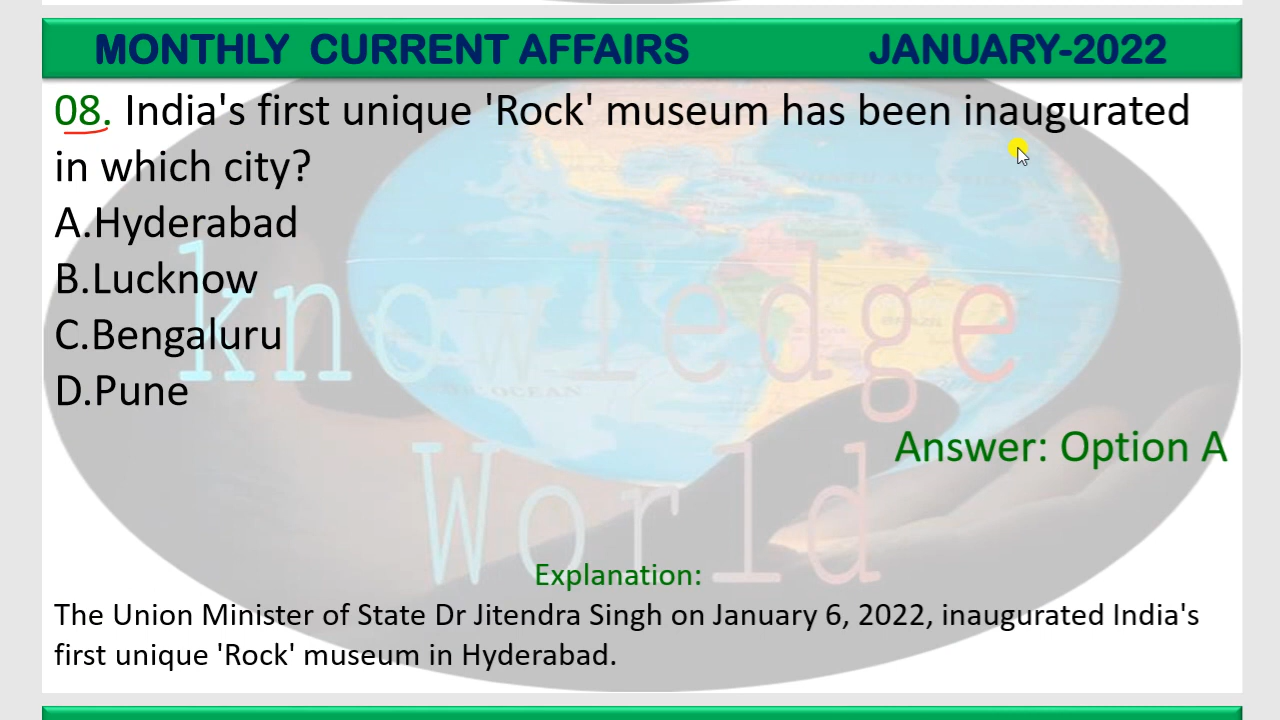 MONTHLY CURRENT AFFAIRS JANUARY-2022
08. India's first unique 'Rock' museum has been inaugurated
in which city?
A.Hyderabad
B.Lucknow
C.Bengaluru
D.Pune
Answer: Option A
knowledge
World
Explanation:
The Union Minister of State Dr Jitendra Singh on January 6, 2022, inaugurated India's
first unique 'Rock' museum in Hyderabad.